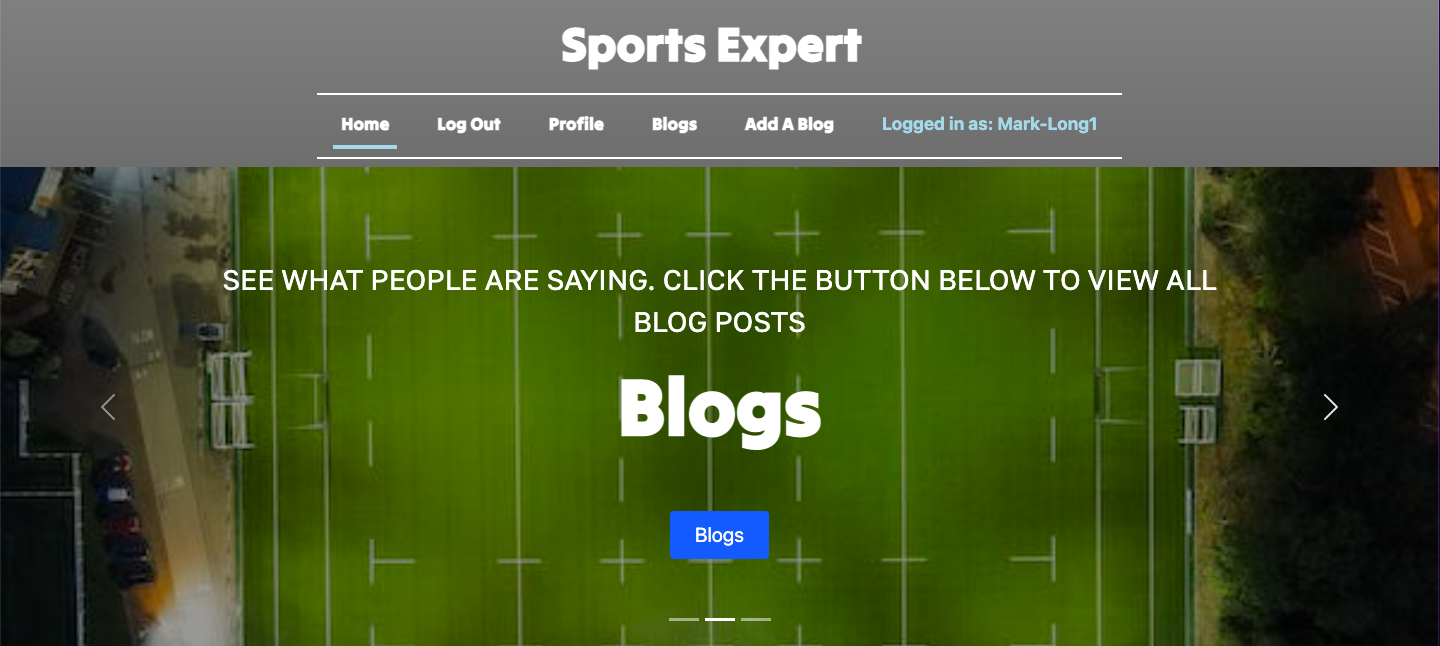 Sports Expert
Home Log Out Profile Blogs Add A Blog Logged in as: Mark-Long1
SEE WHAT PEOPLE ARE SAYING. CLICK THE BUTTON BELOW TO VIEW ALL
BLOG POSTS
Blogs
Blogs